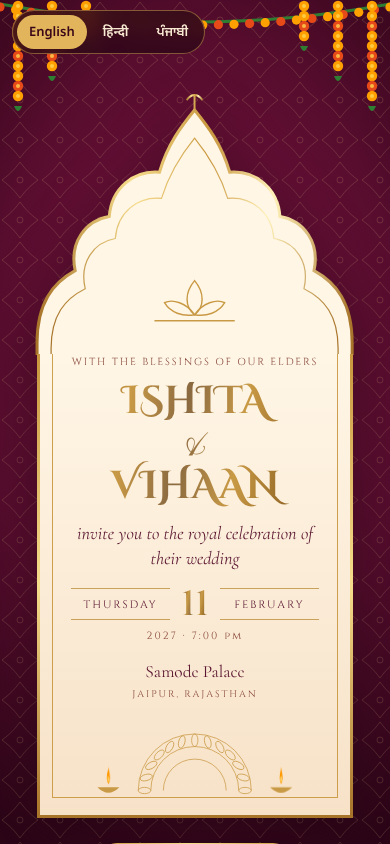 English हिन्दी ਪੰਜਾਬੀ
WITH THE BLESSINGS OF OUR ELDERS
ISHITA
&
VIHAAN
invite you to the royal celebration of
their wedding
THURSDAY 11 FEBRUARY
2027 · 7:00 PM
Samode Palace
JAIPUR, RAJASTHAN